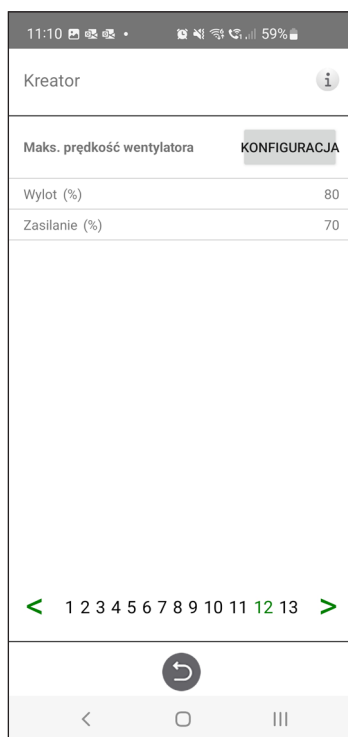 11:10 59%
Kreator i
Maks. prędkość wentylatora KONFIGURACJA
Wylot (%) 80
Zasilanie (%) 70
< 1 2 3 4 5 6 7 8 9 10 11 12 13 >